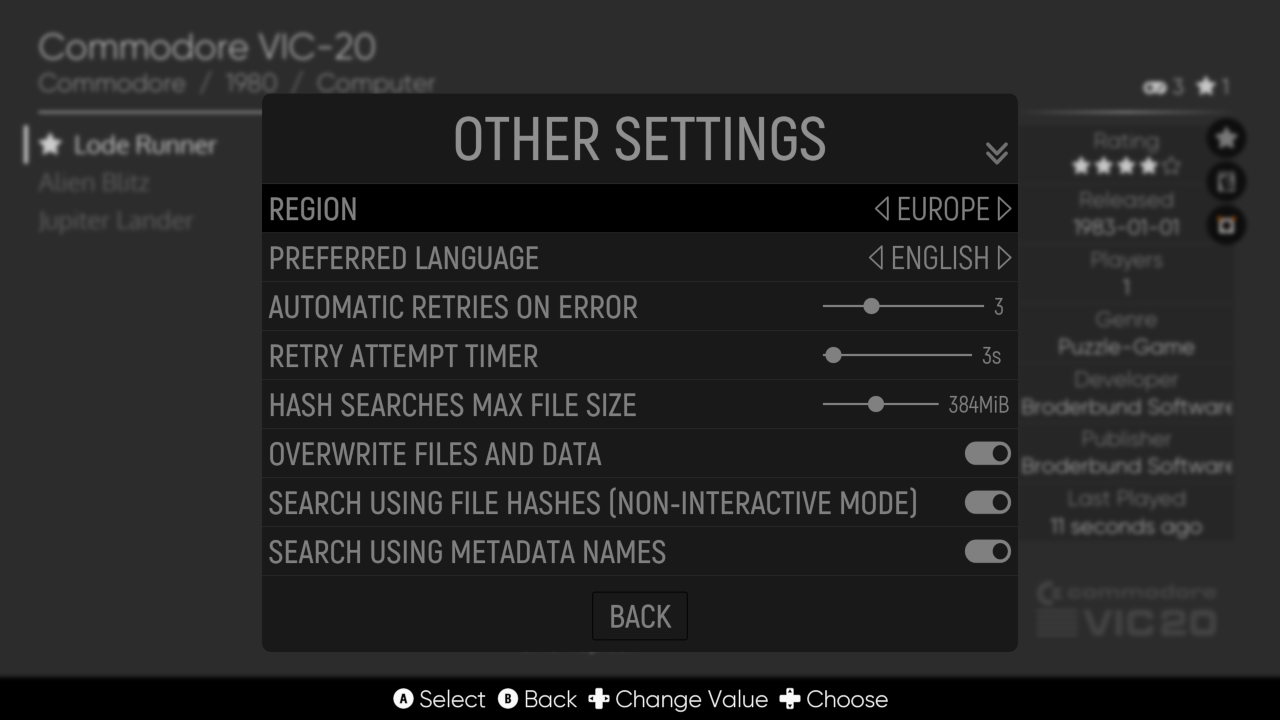 Commodore VIC-20
Commodore / 1980 / Computer
3 1
Lode Runner
Alien Blitz
Jupiter Lander
OTHER SETTINGS
REGION EUROPE
PREFERRED LANGUAGE ENGLISH
AUTOMATIC RETRIES ON ERROR 3
RETRY ATTEMPT TIMER 3s
HASH SEARCHES MAX FILE SIZE 384MiB
OVERWRITE FILES AND DATA
SEARCH USING FILE HASHES (NON-INTERACTIVE MODE)
SEARCH USING METADATA NAMES
BACK
Rating
Released
1983-01-01
Players
1
Genre
Puzzle-Game
Developer
Broderbund Software
Publisher
Broderbund Software
Last Played
11 seconds ago
commodore
VIC20
A Select B Back Change Value Choose